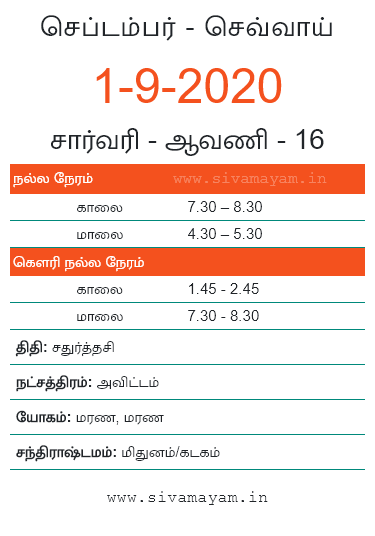 செப்டம்பர் - செவ்வாய்
1-9-2020
சார்வரி - ஆவணி - 16
நல்ல நேரம் www.sivamayam.in
காலை 7.30 – 8.30
மாலை 4.30 – 5.30
கௌரி நல்ல நேரம்
காலை 1.45 - 2.45
மாலை 7.30 - 8.30
திதி: சதுர்த்தசி
நட்சத்திரம்: அவிட்டம்
யோகம்: மரண, மரண
சந்திராஷ்டமம்: மிதுனம்/கடகம்
www.sivamayam.in